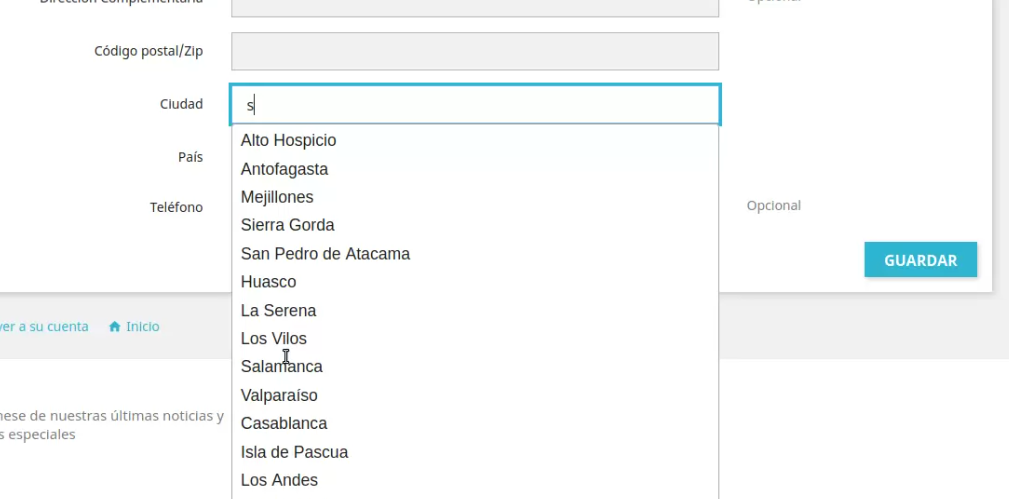 Dirección Complementaria
Opcional
Código postal/Zip
Ciudad
s
Alto Hospicio
Antofagasta
País
Mejillones
Teléfono
Opcional
Sierra Gorda
San Pedro de Atacama
GUARDAR
Huasco
La Serena
ver a su cuenta
Inicio
Los Vilos
Salamanca
Valparaíso
nese de nuestras últimas noticias y
Casablanca
s especiales
Isla de Pascua
Los Andes